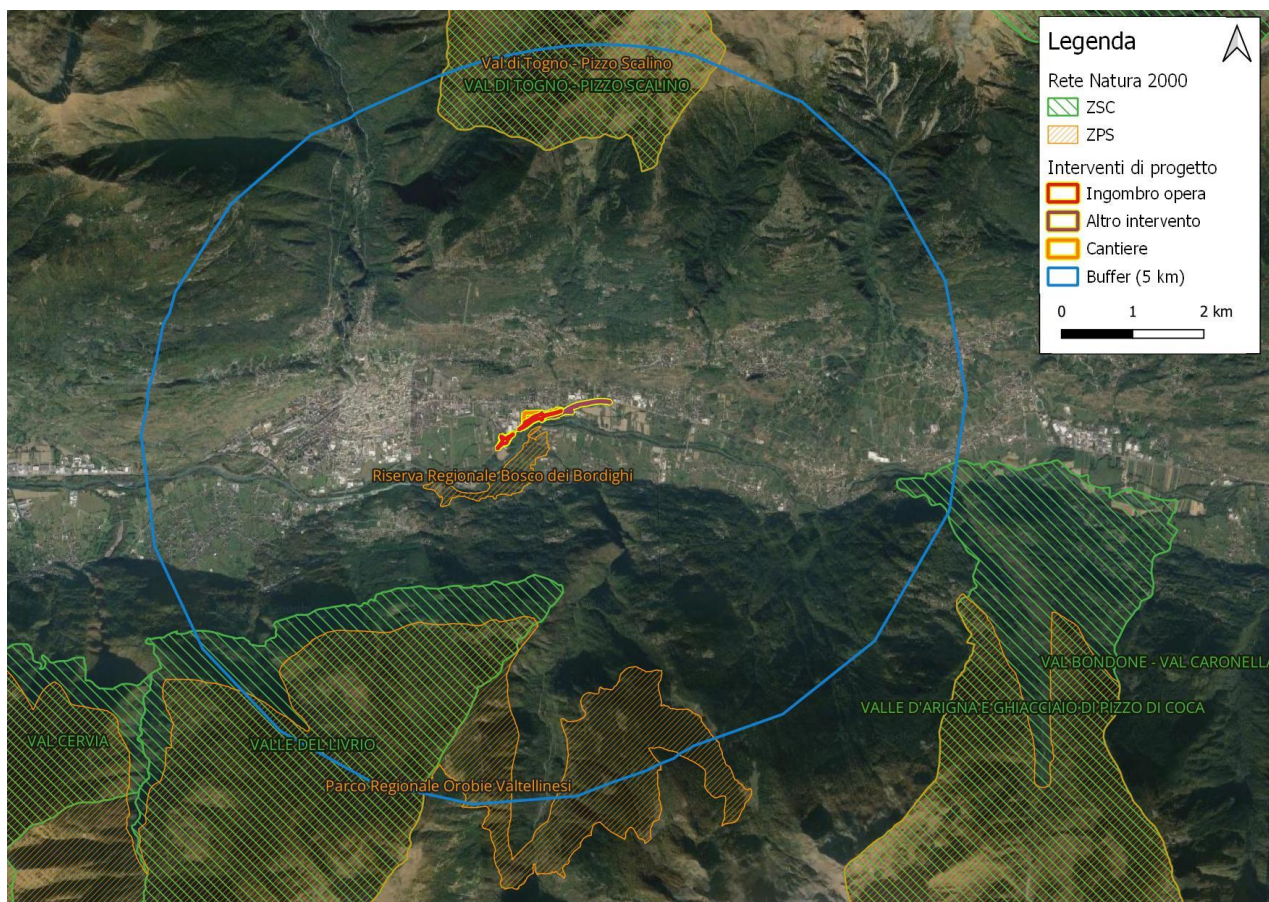 Legenda
Rete Natura 2000
ZSC
ZPS
Interventi di progetto
Ingombro opera
Altro intervento
Cantiere
Buffer (5 km)
0 1 2 km
Val di Togno - Pizzo Scalino
VAL DI TOGNO - PIZZO SCALINO
Riserva Regionale Bosco dei Bordighi
VAL BONDONE - VAL CARONELLA
VALLE D'ARIGNA E GHIACCIAIO DI PIZZO DI COCA
VAL CERVIA
VALLE DEL LIVRIO
Parco Regionale Orobie Valtellinesi